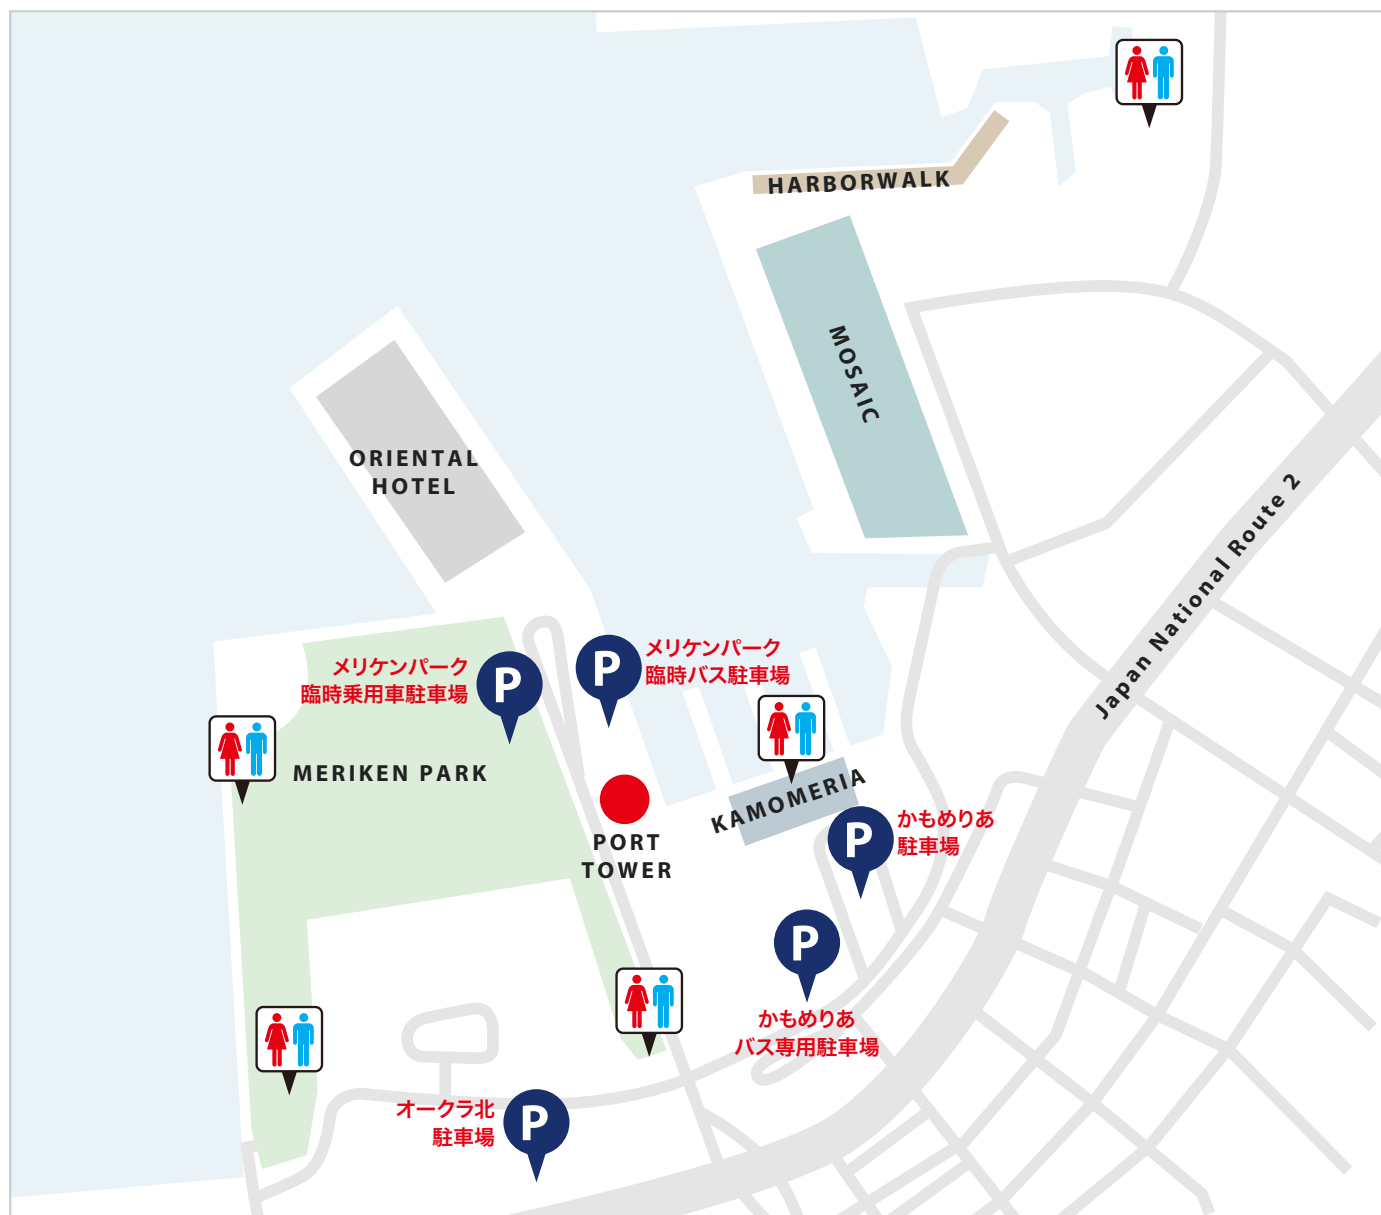 HARBORWALK
MOSAIC
ORIENTAL
HOTEL
Japan National Route 2
メリケンパーク
臨時乗用車駐車場
P
P
メリケンパーク
臨時バス駐車場
MERIKEN PARK
KAMOMERIA
PORT
TOWER
P
かもめりあ
駐車場
P
かもめりあ
バス専用駐車場
オークラ北
駐車場
P